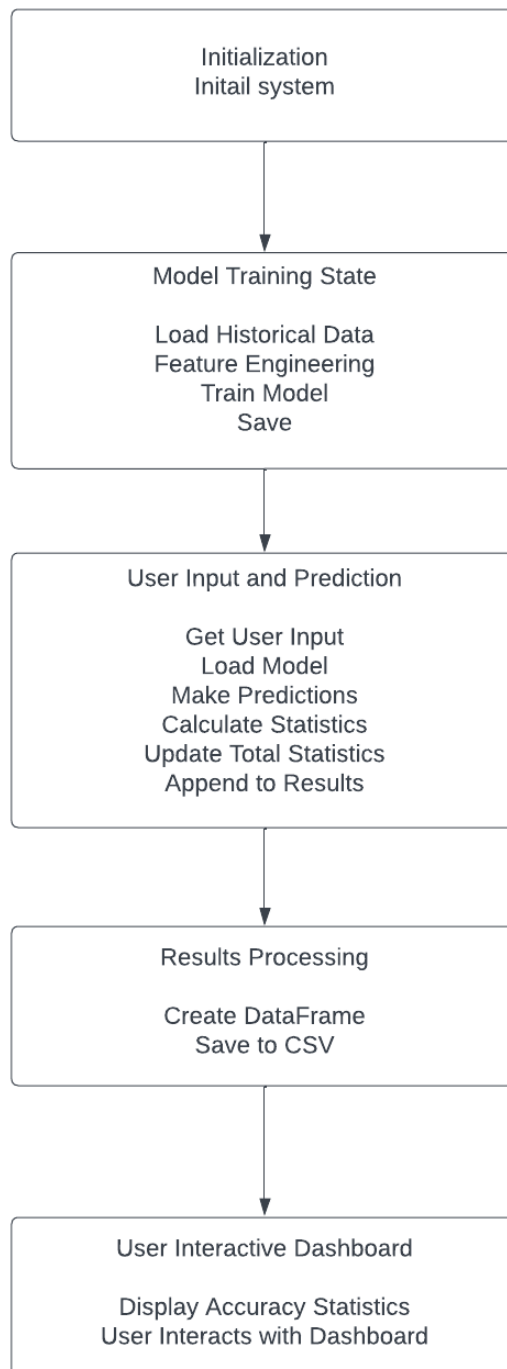 Initialization
Initail system
Model Training State
Load Historical Data
Feature Engineering
Train Model
Save
User Input and Prediction
Get User Input
Load Model
Make Predictions
Calculate Statistics
Update Total Statistics
Append to Results
Results Processing
Create DataFrame
Save to CSV
User Interactive Dashboard
Display Accuracy Statistics
User Interacts with Dashboard